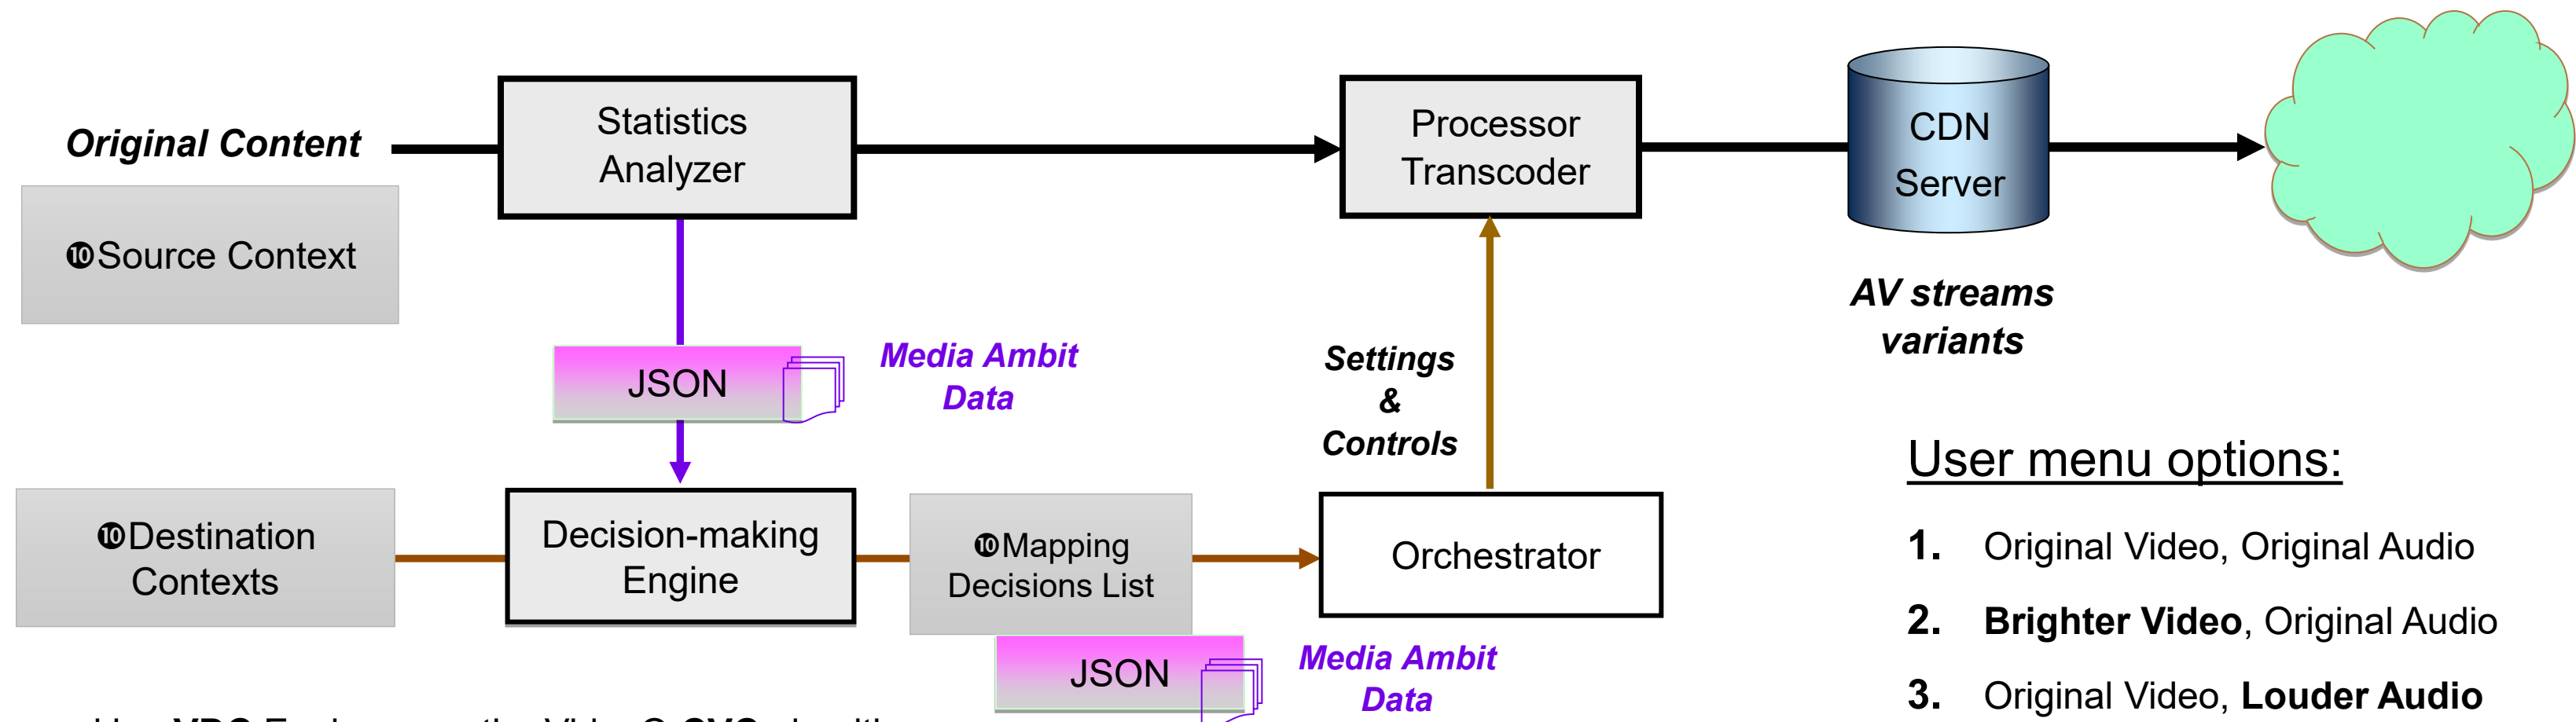 Original Content
Statistics
Analyzer
Processor
Transcoder
CDN
Server
❿Source Context
AV streams
variants
JSON
Media Ambit
Data
Settings
&
Controls
User menu options:
❿Destination
Contexts
Decision-making
Engine
❿Mapping
Decisions List
Orchestrator
1. Original Video, Original Audio
2. Brighter Video, Original Audio
JSON
Media Ambit
Data
3. Original Video, Louder Audio